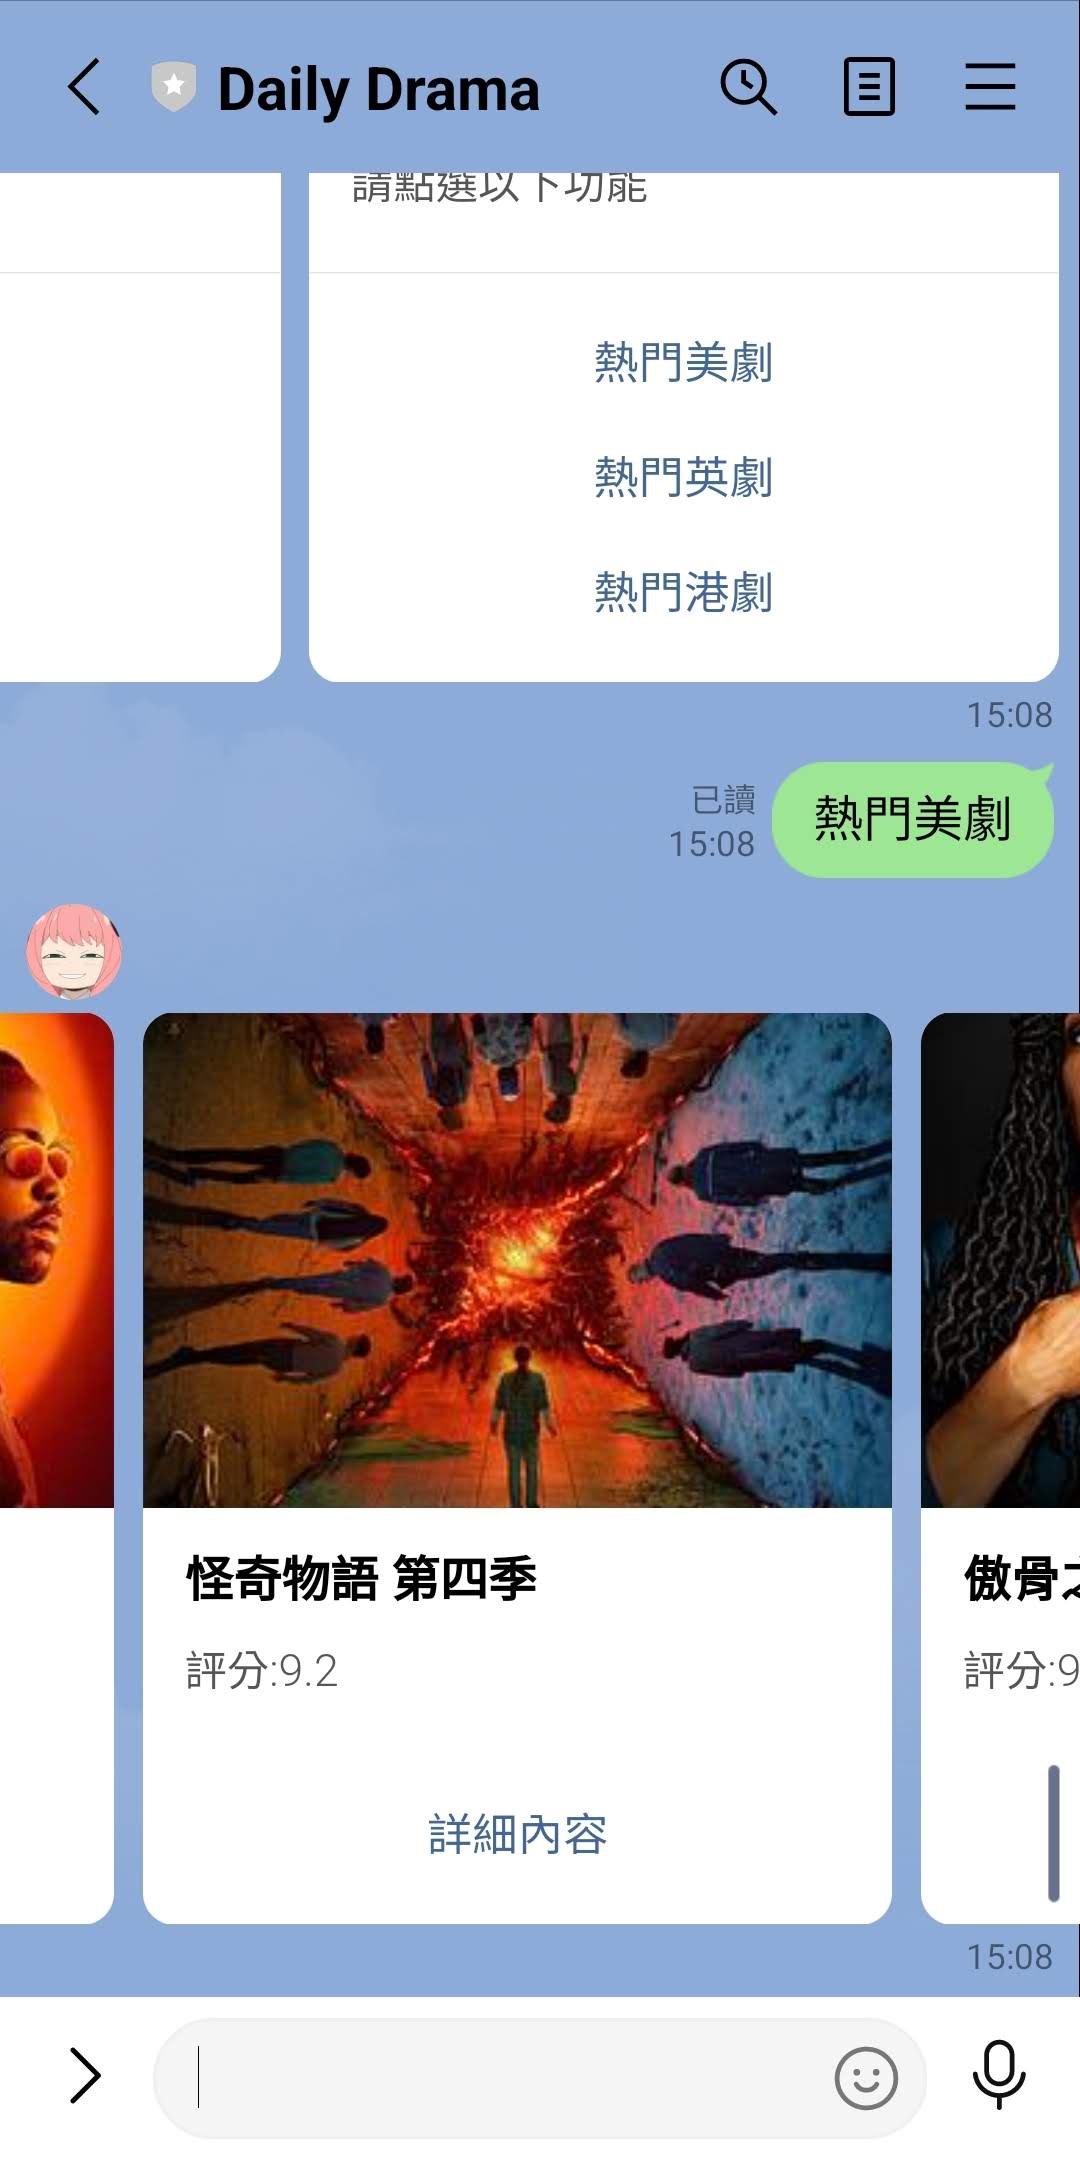 Daily Drama
請點選以下功能
熱門美劇
熱門英劇
熱門港劇
15:08
已讀
15:08
熱門美劇
怪奇物語 第四季
評分:9.2
詳細內容
傲骨之
評分:9
15:08